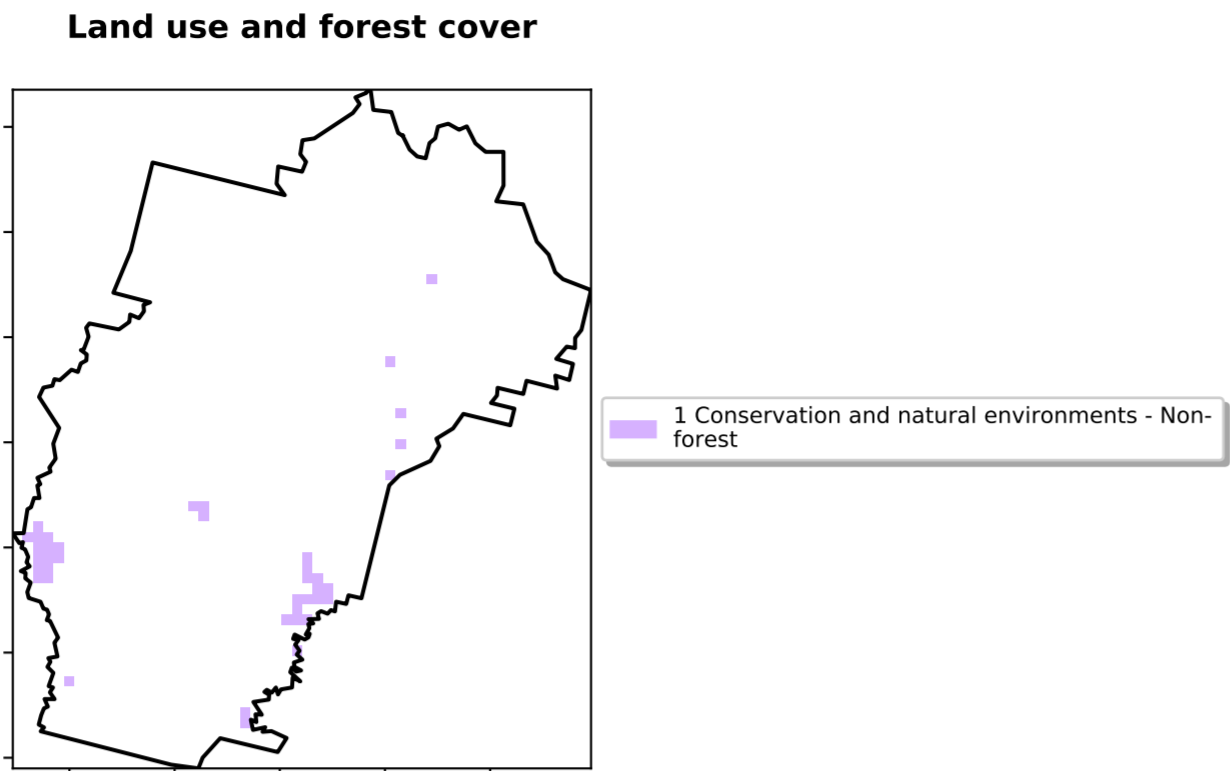 Land use and forest cover
1 Conservation and natural environments - Non-
forest